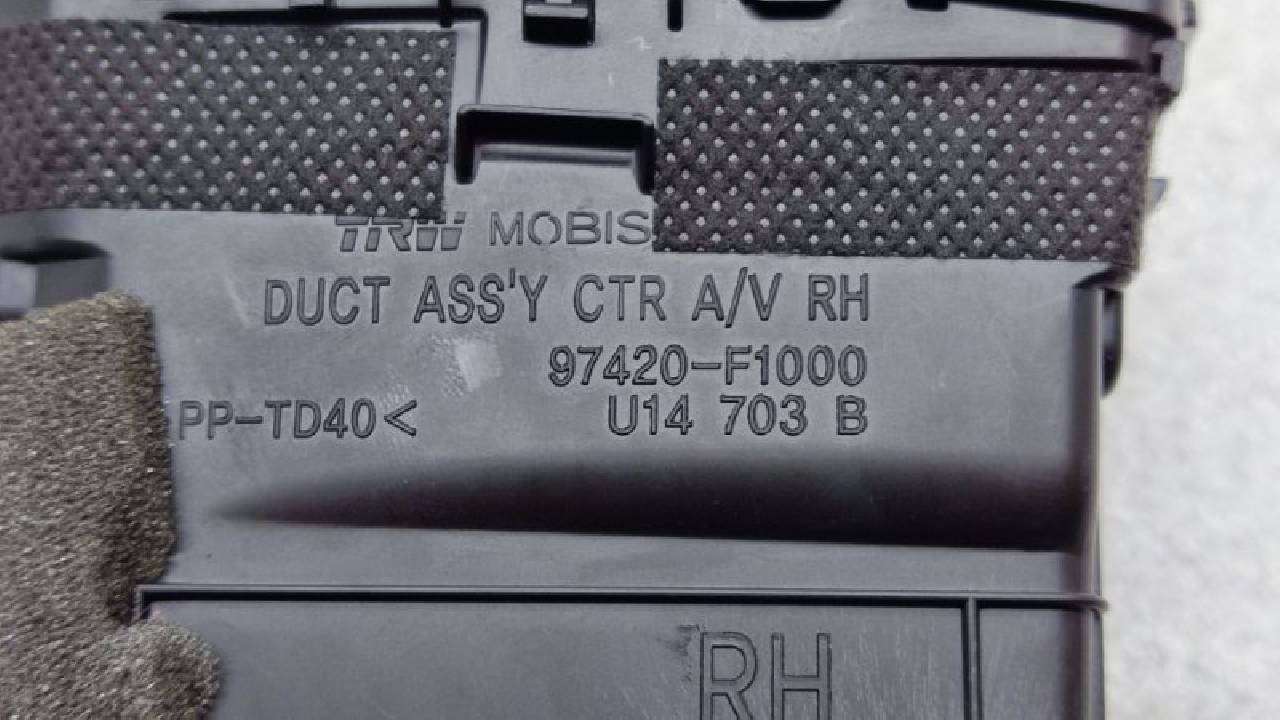 TRW MOBIS
DUCT ASS'Y CTR A/V RH
97420-F1000
PP-TD40< U14 703 B
RH